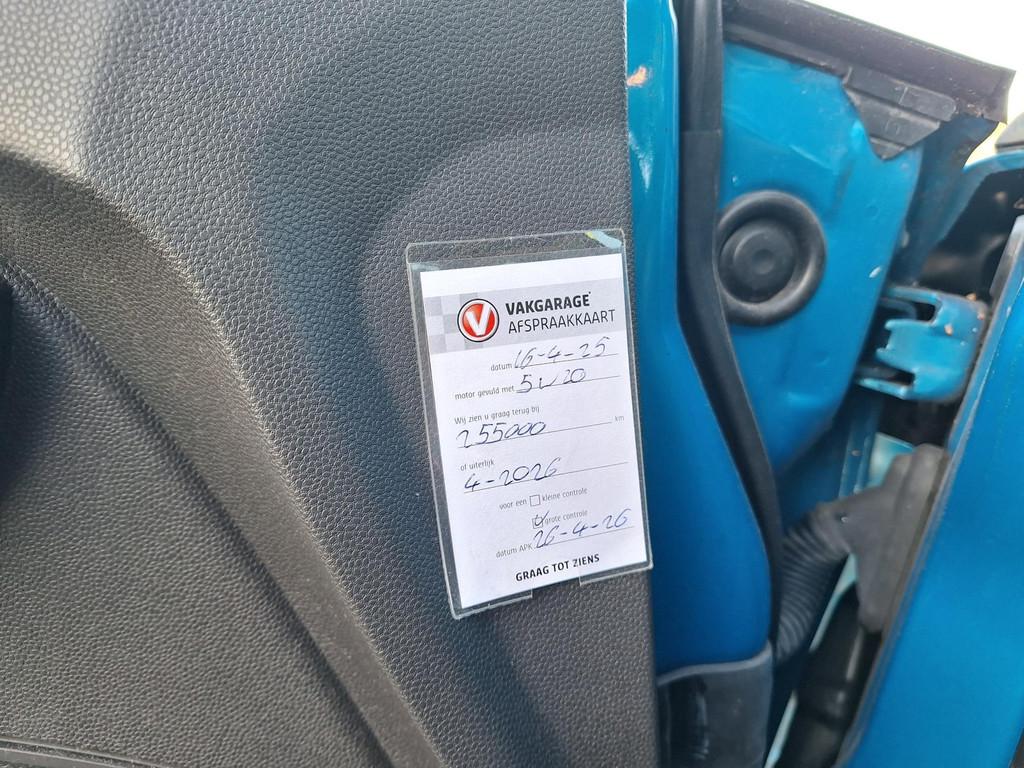 V VAKGARAGE
AFSPRAAKKAART
datum 16-4-25
motor gevuld met 5W20
Wij zien u graag terug bij
255000 km
of uiterlijk
4-2026
voor een kleine controle
grote controle
datum APK 26-4-26
GRAAG TOT ZIENS